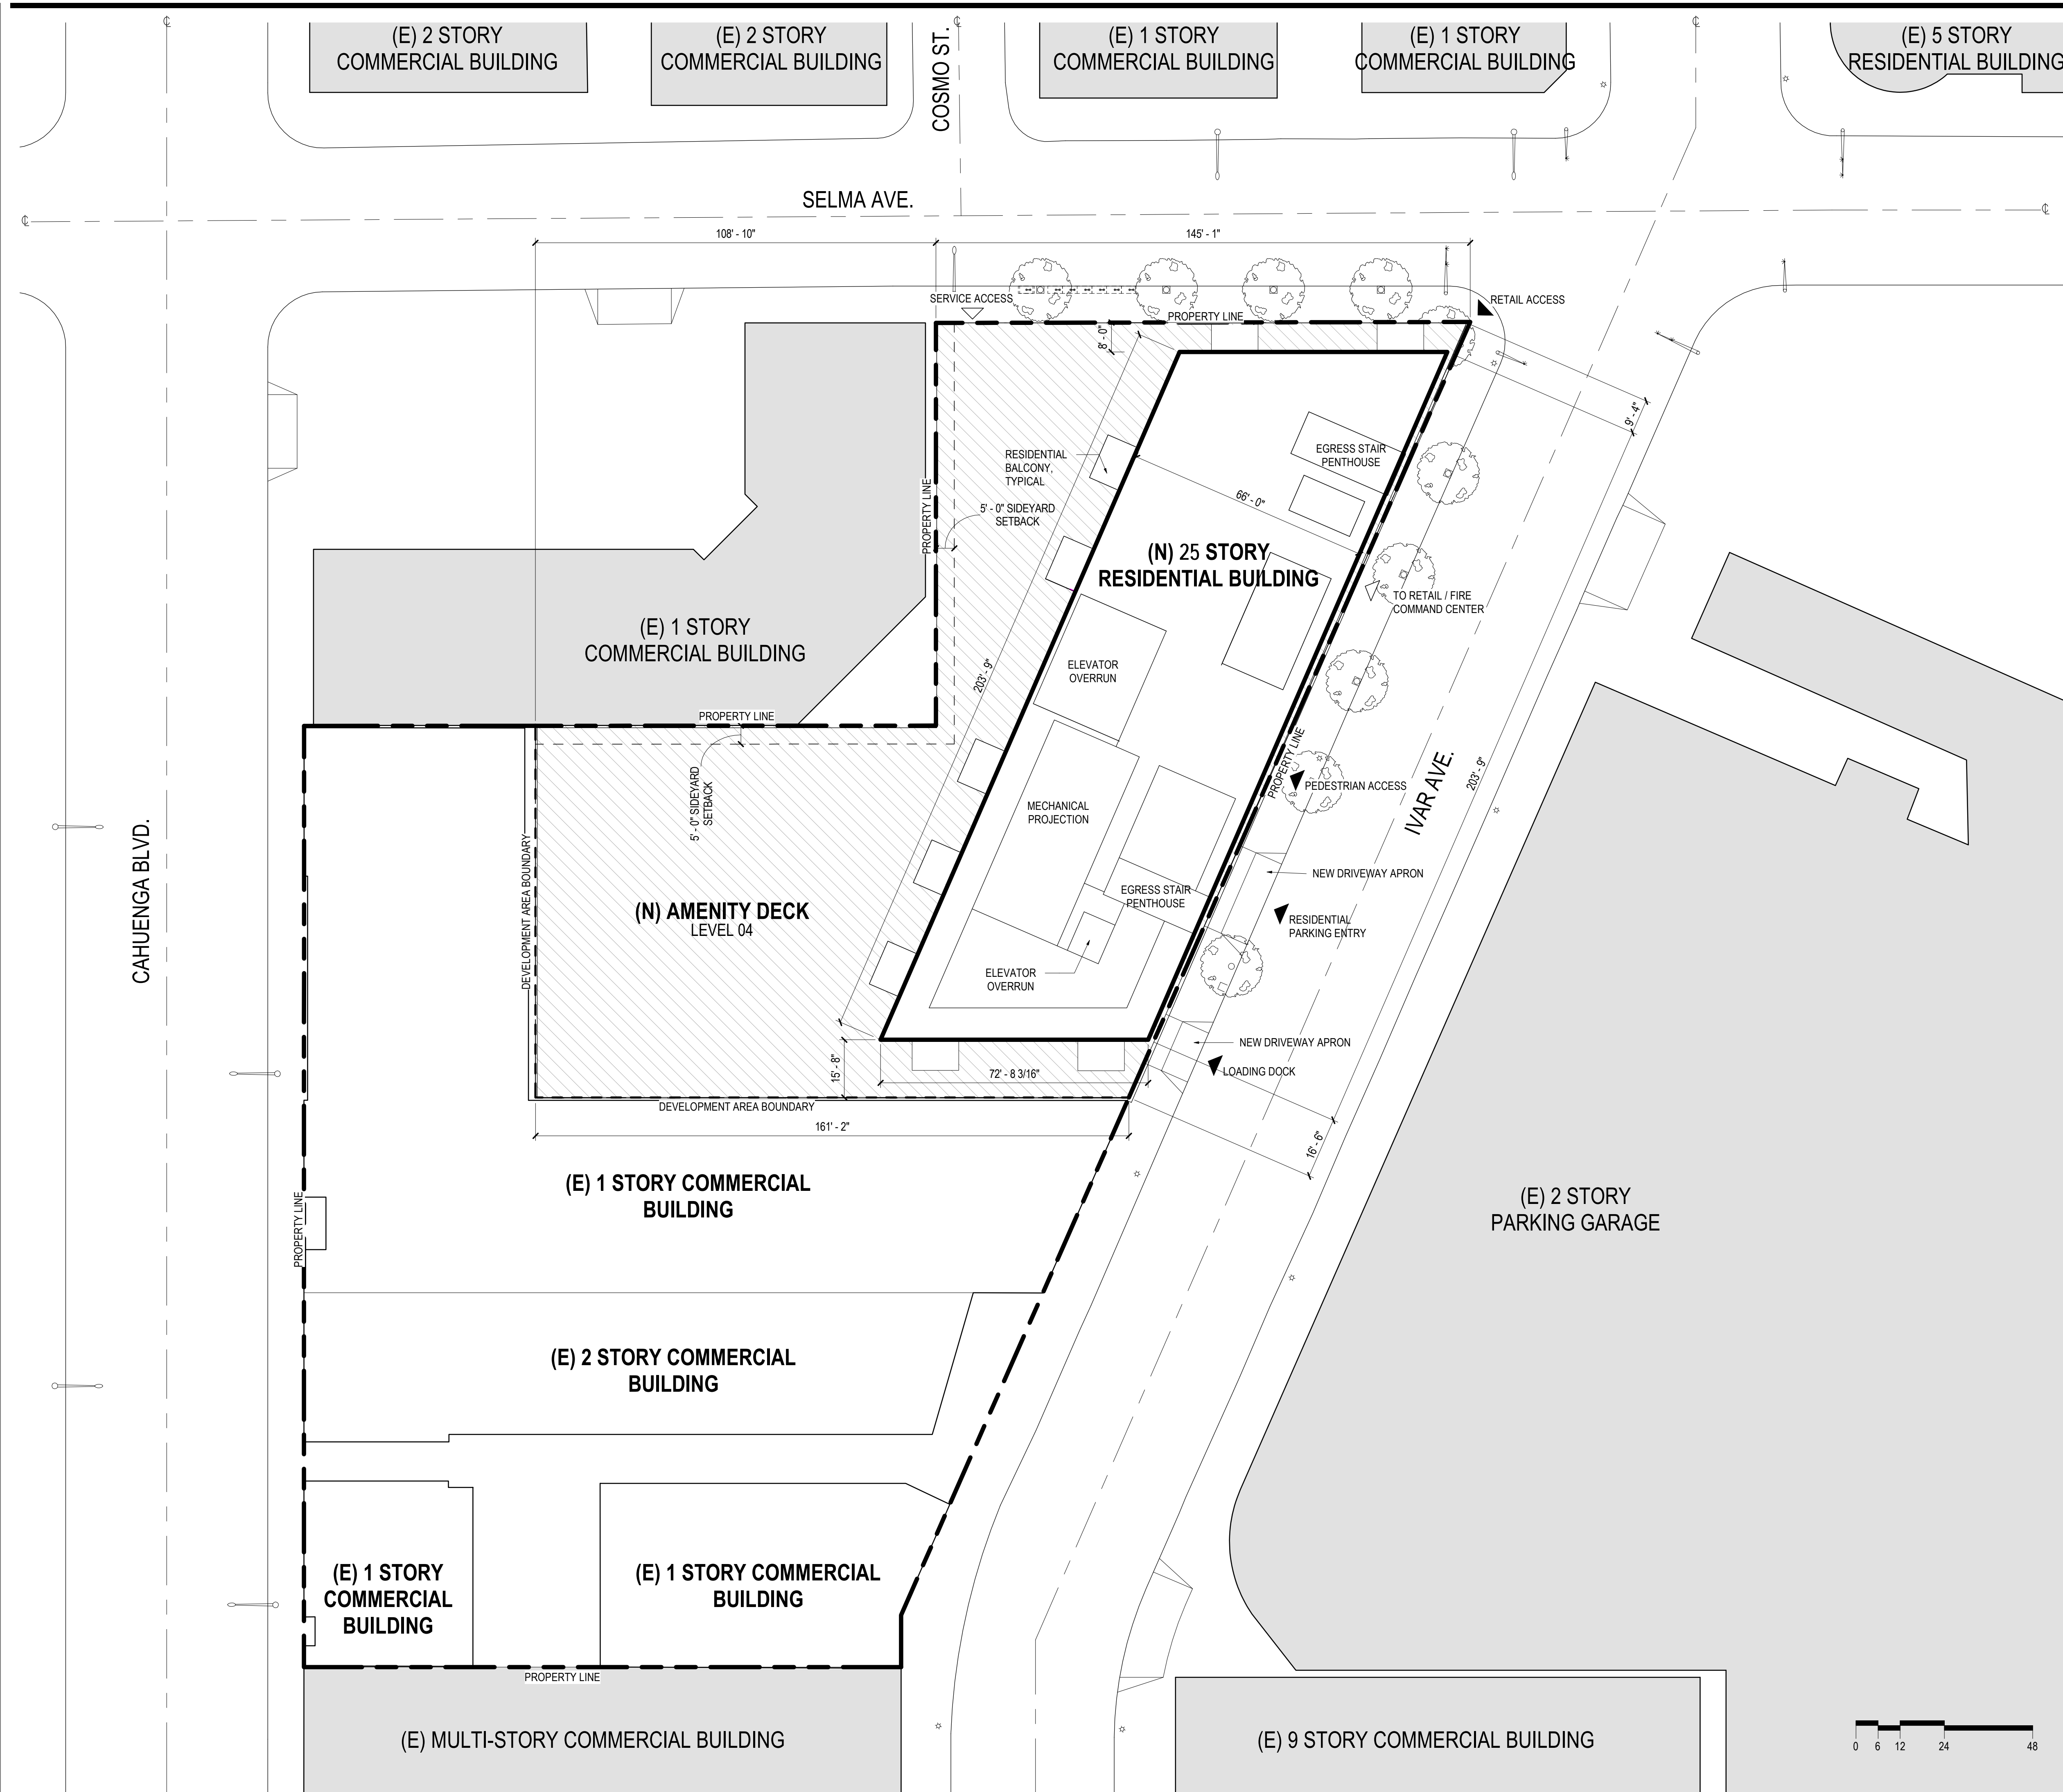 (E) 2 STORY
COMMERCIAL BUILDING
(E) 2 STORY
COMMERCIAL BUILDING
COSMO ST.
(E) 1 STORY
COMMERCIAL BUILDING
(E) 1 STORY
COMMERCIAL BUILDING
(E) 5 STORY
RESIDENTIAL BUILDING
SELMA AVE.
108' - 10"
145' - 1"
SERVICE ACCESS
PROPERTY LINE
RETAIL ACCESS
8' - 0"
9' - 4"
RESIDENTIAL
BALCONY,
TYPICAL
EGRESS STAIR
PENTHOUSE
66' - 0"
PROPERTY LINE
5' - 0" SIDEYARD
SETBACK
(N) 25 STORY
RESIDENTIAL BUILDING
TO RETAIL / FIRE
COMMAND CENTER
(E) 1 STORY
COMMERCIAL BUILDING
203' - 9"
ELEVATOR
OVERRUN
PROPERTY LINE
5' - 0" SIDEYARD
SETBACK
PROPERTY LINE
PEDESTRIAN ACCESS
IVAR AVE.
203' - 9"
MECHANICAL
PROJECTION
CAHUENGA BLVD.
DEVELOPMENT AREA BOUNDARY
NEW DRIVEWAY APRON
EGRESS STAIR
PENTHOUSE
(N) AMENITY DECK
LEVEL 04
RESIDENTIAL
PARKING ENTRY
ELEVATOR
OVERRUN
NEW DRIVEWAY APRON
15' - 8"
72' - 8 3/16"
LOADING DOCK
DEVELOPMENT AREA BOUNDARY
161' - 2"
16' - 6"
(E) 1 STORY COMMERCIAL
BUILDING
PROPERTY LINE
(E) 2 STORY
PARKING GARAGE
(E) 2 STORY COMMERCIAL
BUILDING
(E) 1 STORY
COMMERCIAL
BUILDING
(E) 1 STORY COMMERCIAL
BUILDING
PROPERTY LINE
(E) MULTI-STORY COMMERCIAL BUILDING
(E) 9 STORY COMMERCIAL BUILDING
0 6 12 24 48